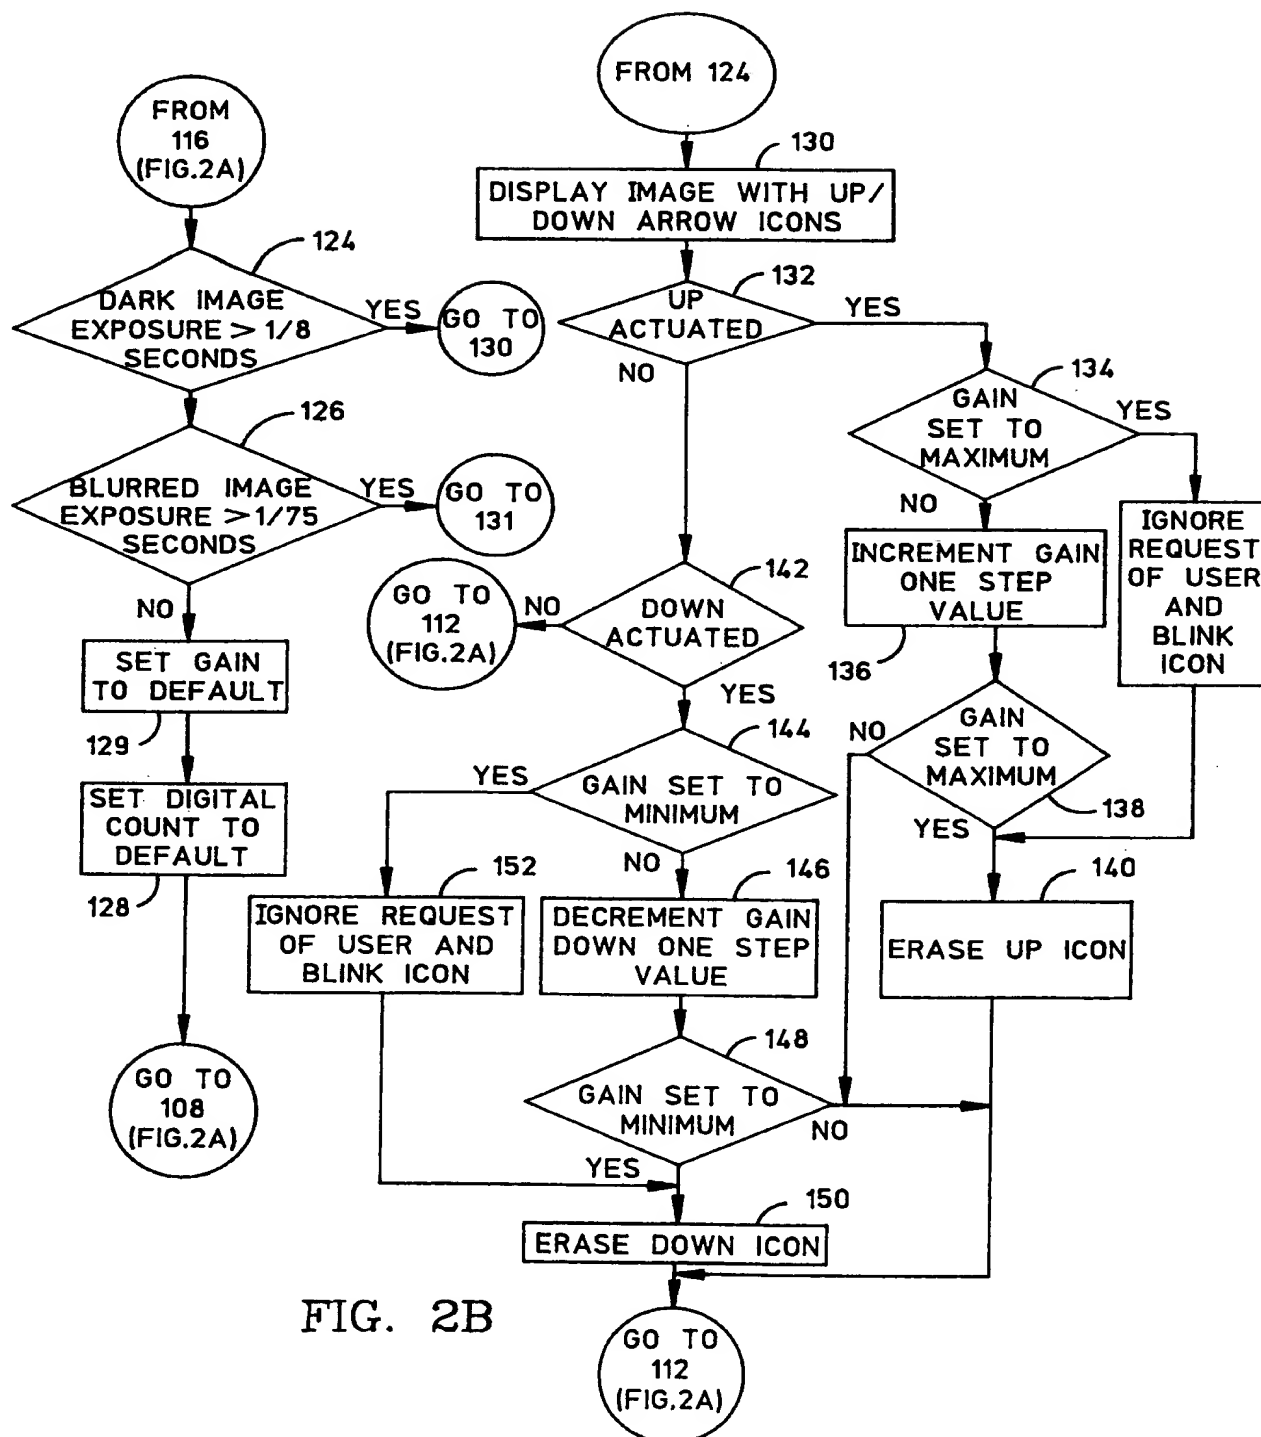 FROM
116
(FIG.2A)
124
DARK IMAGE
EXPOSURE > 1/8
SECONDS
YES
GO TO
130
126
BLURRED IMAGE
EXPOSURE > 1/75
SECONDS
YES
GO TO
131
NO
SET GAIN
TO DEFAULT
129
SET DIGITAL
COUNT TO
DEFAULT
128
GO TO
108
(FIG.2A)
FROM 124
130
DISPLAY IMAGE WITH UP/
DOWN ARROW ICONS
132
UP
ACTUATED
YES
NO
134
GAIN
SET TO
MAXIMUM
YES
NO
IGNORE
REQUEST
OF USER
AND
BLINK
ICON
INCREMENT GAIN
ONE STEP
VALUE
136
GAIN
SET TO
MAXIMUM
NO
138
YES
140
ERASE UP ICON
142
DOWN
ACTUATED
NO
GO TO
112
(FIG.2A)
YES
144
GAIN SET TO
MINIMUM
YES
NO
152
IGNORE REQUEST
OF USER AND
BLINK ICON
146
DECREMENT GAIN
DOWN ONE STEP
VALUE
148
GAIN SET TO
MINIMUM
NO
YES
150
ERASE DOWN ICON
GO TO
112
(FIG.2A)
FIG. 2B